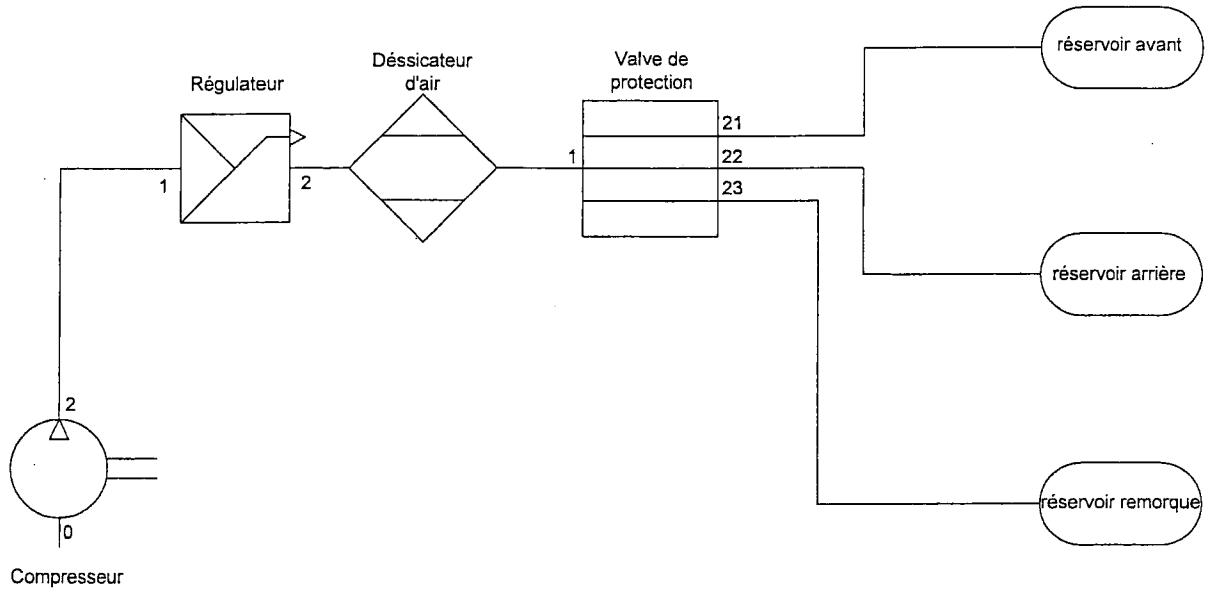 réservoir avant
Déssicateur
d'air
Valve de
protection
Régulateur
21
1
22
1
2
23
réservoir arrière
2
réservoir remorque
0
Compresseur